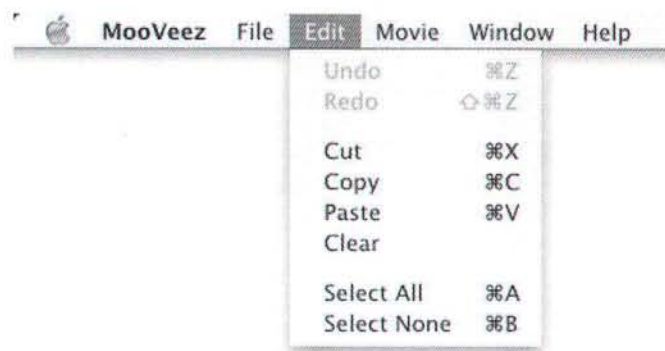 MooVeez File Edit Movie Window Help
Undo ⌘Z
Redo ⇧⌘Z
Cut ⌘X
Copy ⌘C
Paste ⌘V
Clear
Select All ⌘A
Select None ⌘B